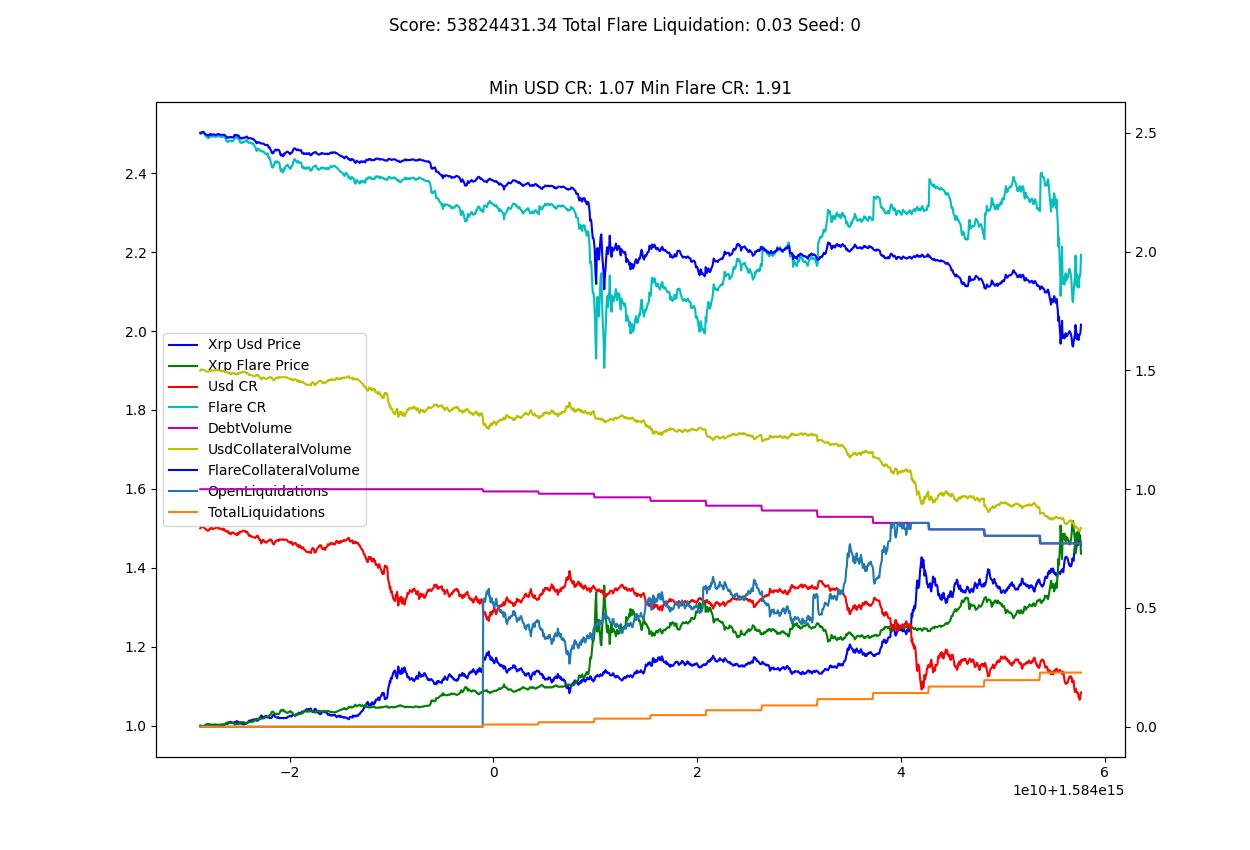 Score: 53824431.34 Total Flare Liquidation: 0.03 Seed: 0
Min USD CR: 1.07 Min Flare CR: 1.91
2.4
2.2
2.0
1.8
1.6
1.4
1.2
1.0
2.5
2.0
1.5
1.0
0.5
0.0
Xrp Usd Price
Xrp Flare Price
Usd CR
Flare CR
DebtVolume
UsdCollateralVolume
FlareCollateralVolume
OpenLiquidations
TotalLiquidations
−2 0 2 4 6
1e10+1.584e15